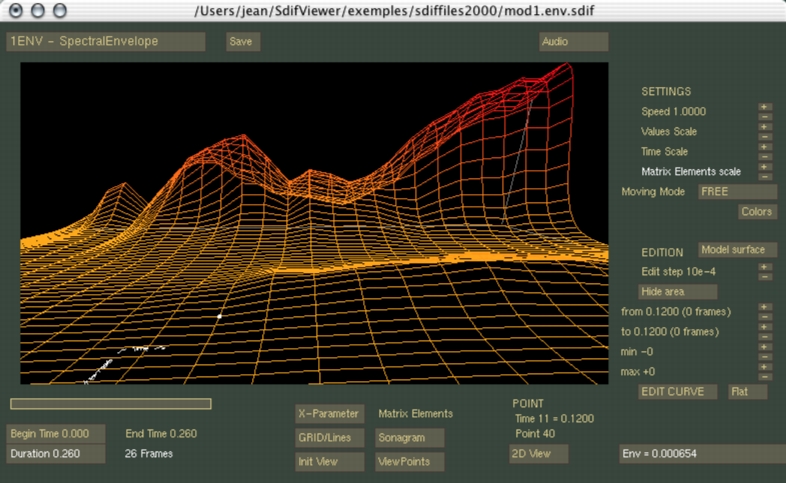 /Users/jean/SdifViewer/exemples/sdiffiles2000/mod1.env.sdif
1ENV - SpectralEnvelope
Save
Audio
SETTINGS
Speed 1.0000
+
-
Values Scale
+
-
Time Scale
+
-
Matrix Elements scale
+
-
Moving Mode FREE
Colors
EDITION Model surface
Edit step 10e-4
+
-
Hide area
from 0.1200 (0 frames)
+
-
to 0.1200 (0 frames)
+
-
min -0
+
-
max +0
+
-
EDIT CURVE Flat
X-Parameter Matrix Elements
GRID/Lines Sonagram
Init View ViewPoints
POINT
Time 11 = 0.1200
Point 40
2D View
Begin Time 0.000 End Time 0.260
Duration 0.260 26 Frames
Env = 0.000654